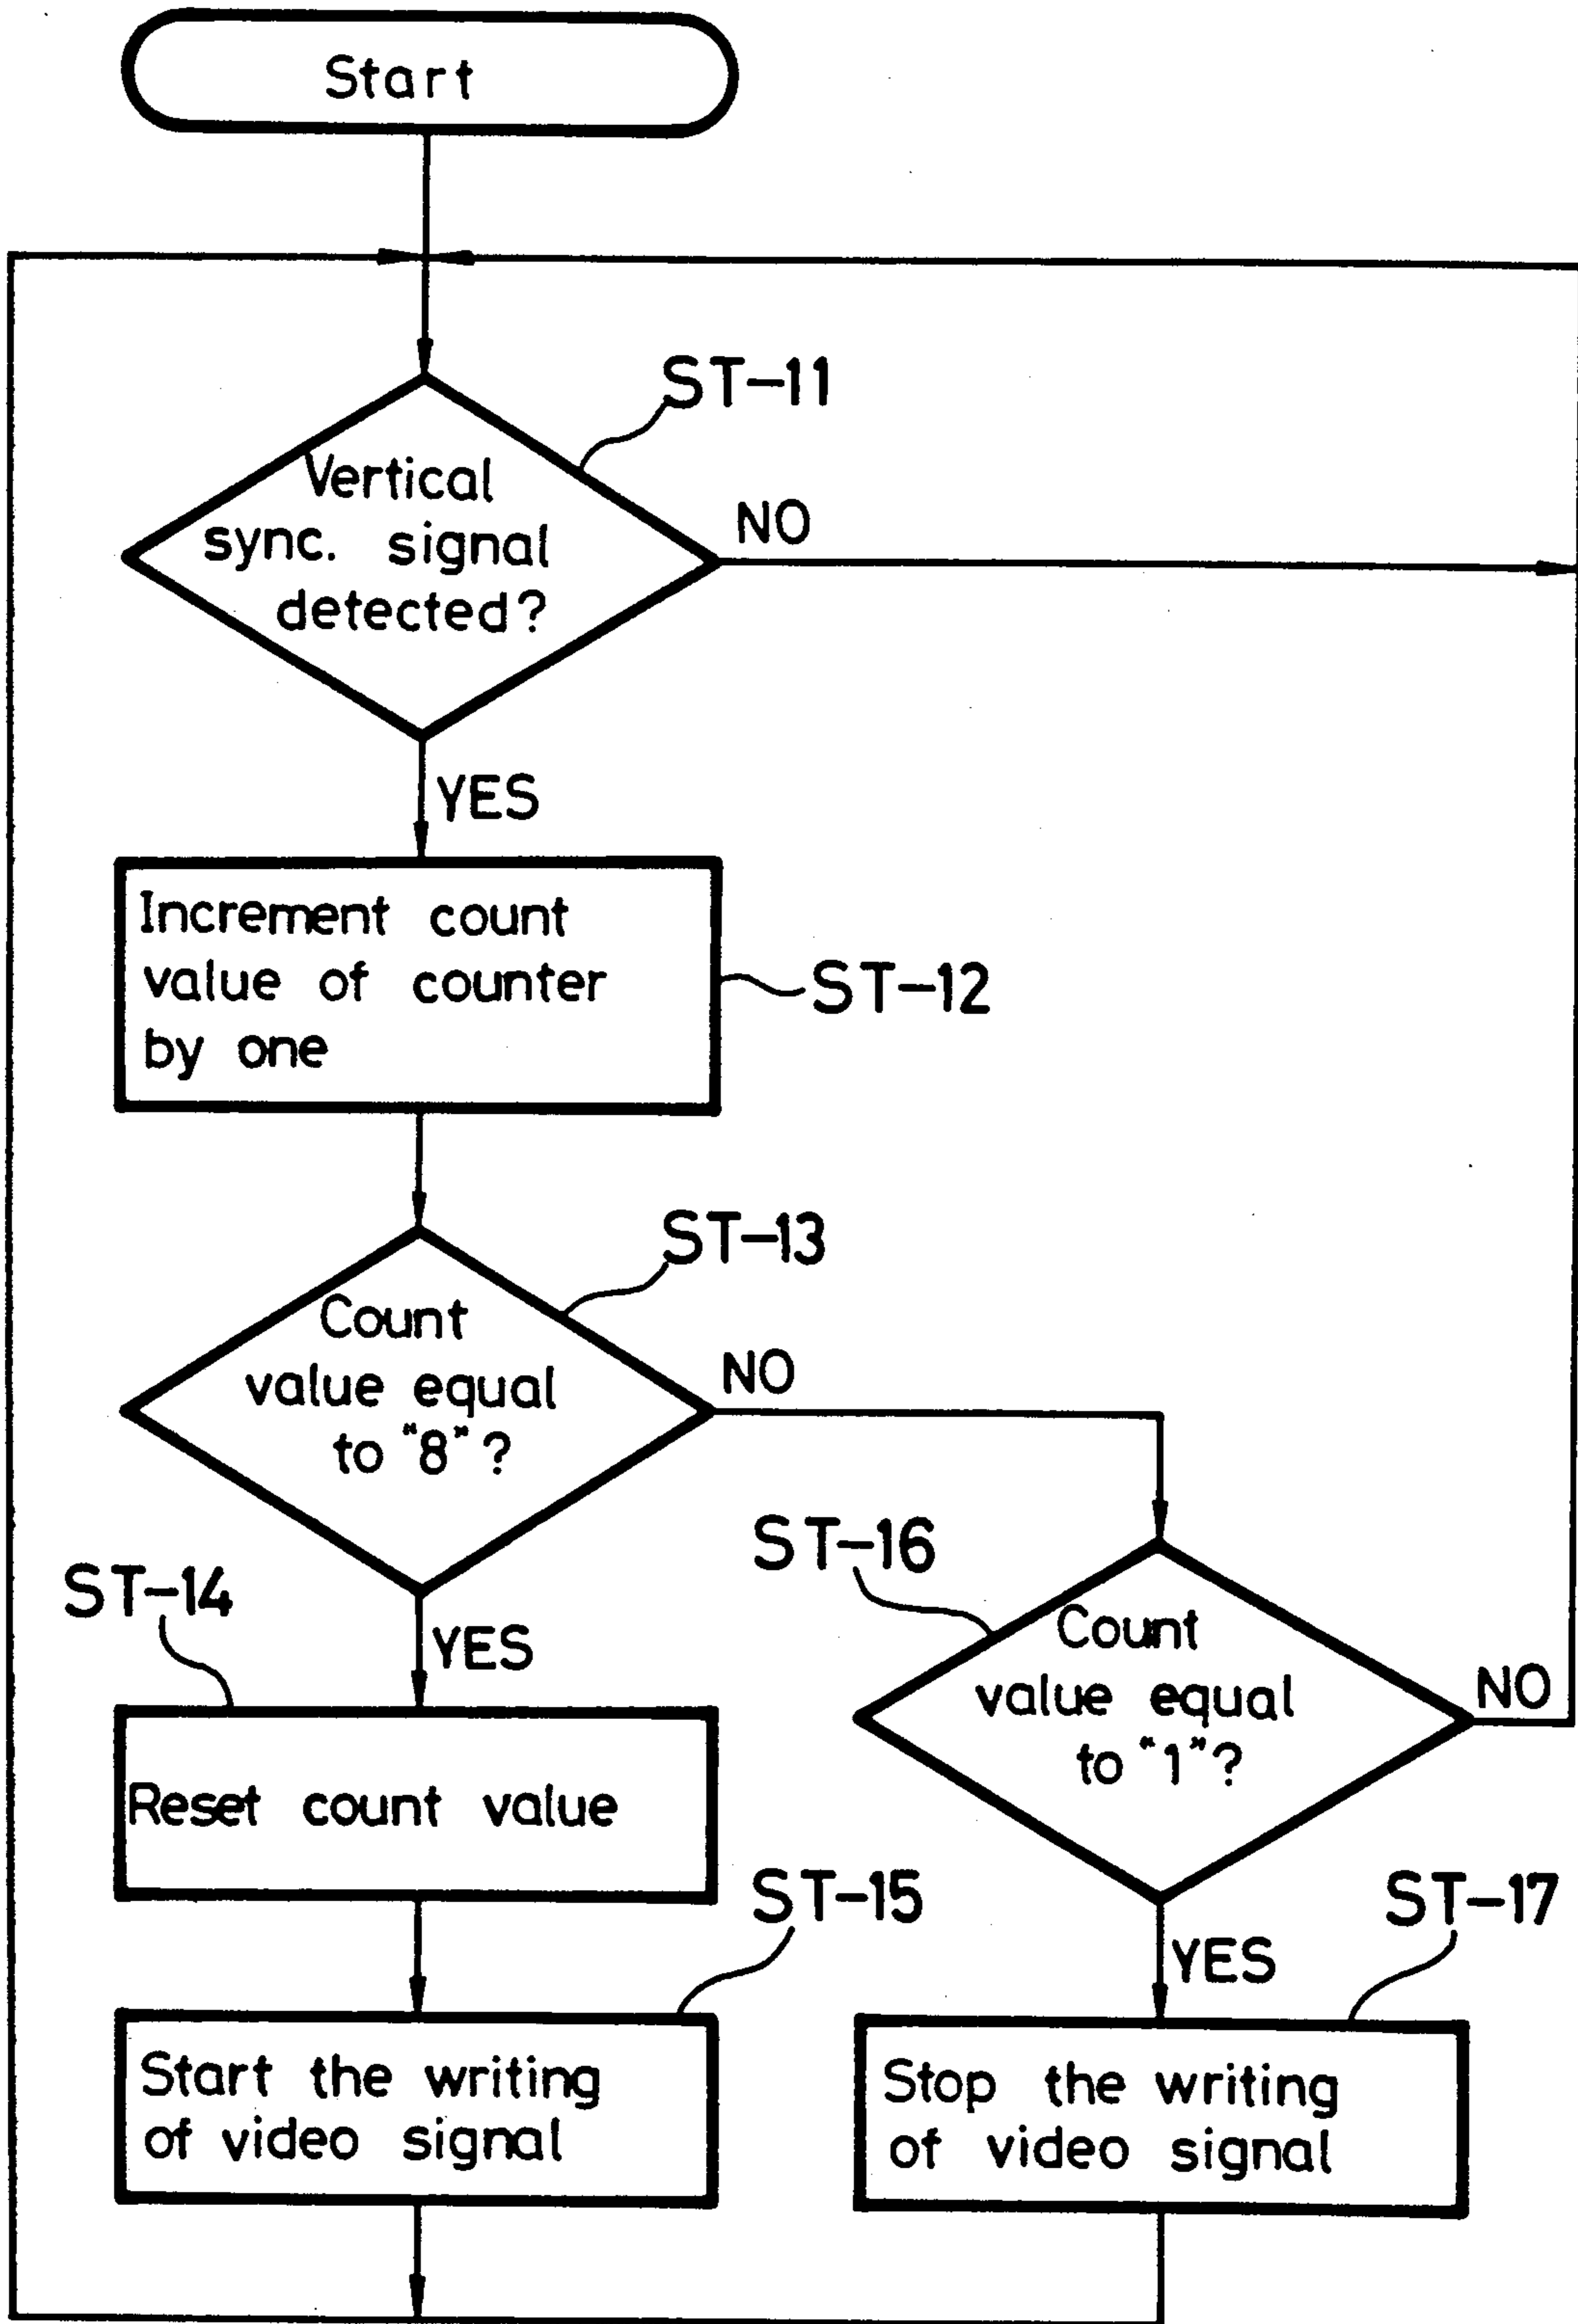 Start
ST-11
Vertical
sync. signal
detected?
NO
YES
Increment count
value of counter
by one
ST-12
ST-13
Count
value equal
to "8"?
NO
ST-14
YES
ST-16
Count
value equal
to "1"?
NO
Reset count value
ST-15
YES
ST-17
Start the writing
of video signal
Stop the writing
of video signal